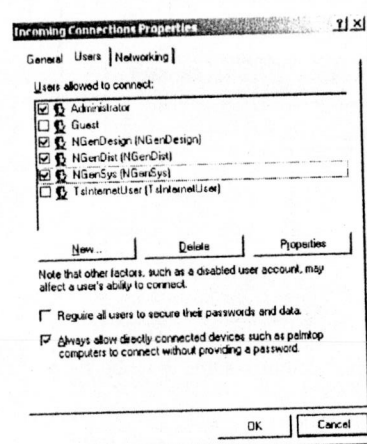 Incoming Connections Properties ? ×
General Users Networking
Users allowed to connect:
Administrator
Guest
NGenDesign (NGenDesign)
NGenDist (NGenDist)
NGenSys (NGenSys)
TsInternetUser (TsInternetUser)
New... Delete Properties
Note that other factors, such as a disabled user account, may
affect a user's ability to connect.
Require all users to secure their passwords and data.
Always allow directly connected devices such as palmtop
computers to connect without providing a password.
OK Cancel